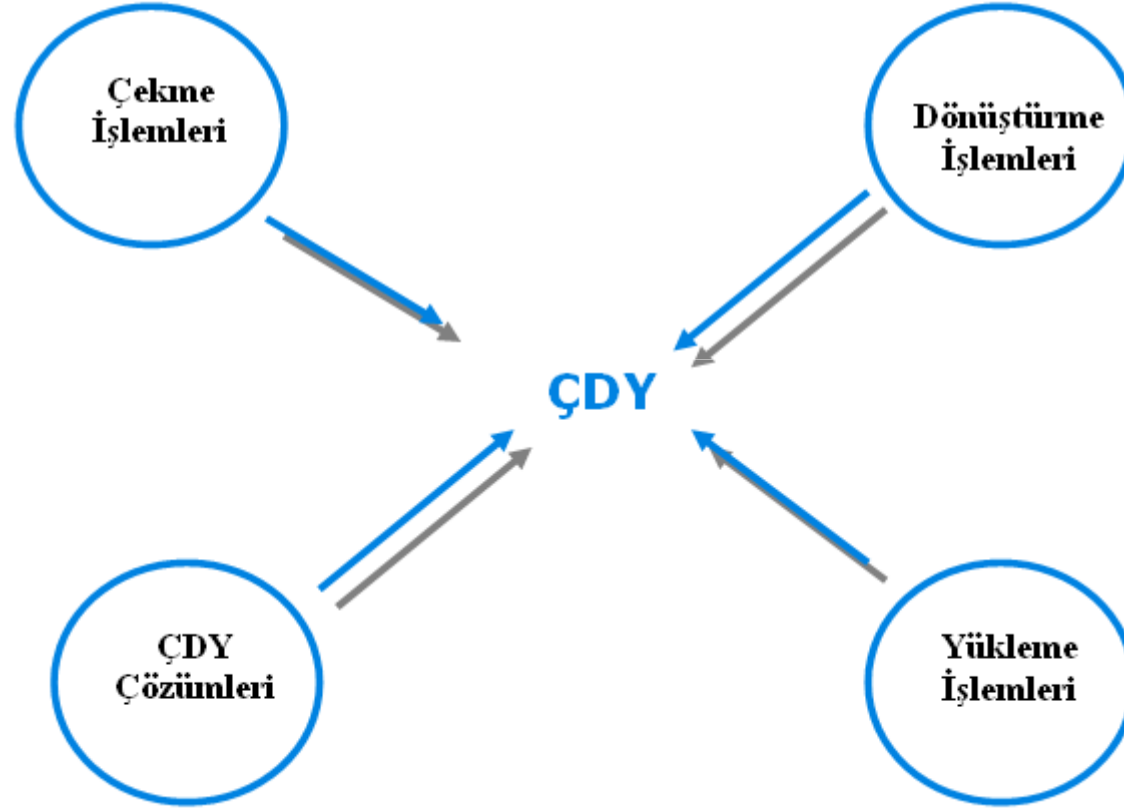 Çekme
İşlemleri
Dönüştürme
İşlemleri
ÇDY
ÇDY
Çözümleri
Yükleme
İşlemleri